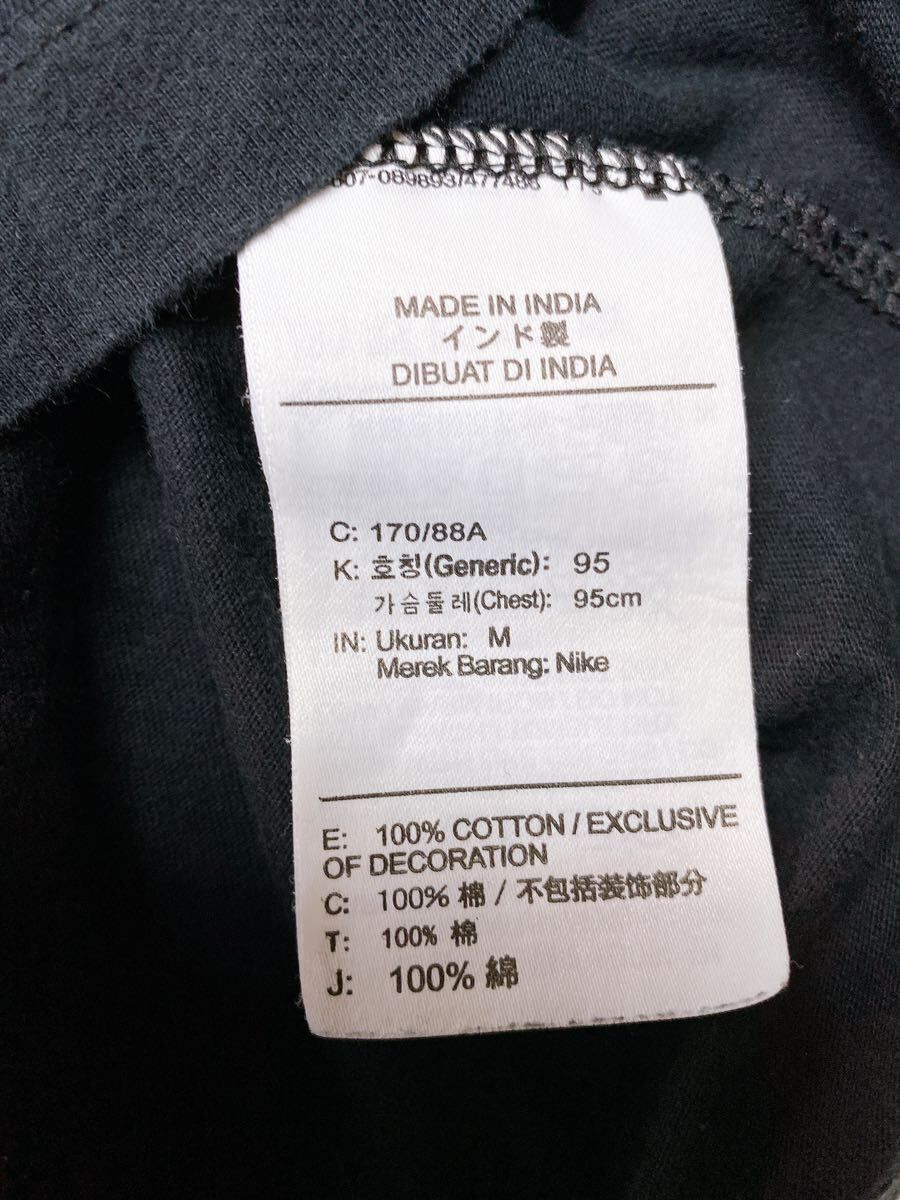 MADE IN INDIA
インド製
DIBUAT DI INDIA
C: 170/88A
K: 호칭(Generic): 95
가슴둘레(Chest): 95cm
IN: Ukuran: M
Merek Barang: Nike
E: 100% COTTON / EXCLUSIVE
OF DECORATION
C: 100% 棉 / 不包括装饰部分
T: 100% 棉
J: 100% 綿